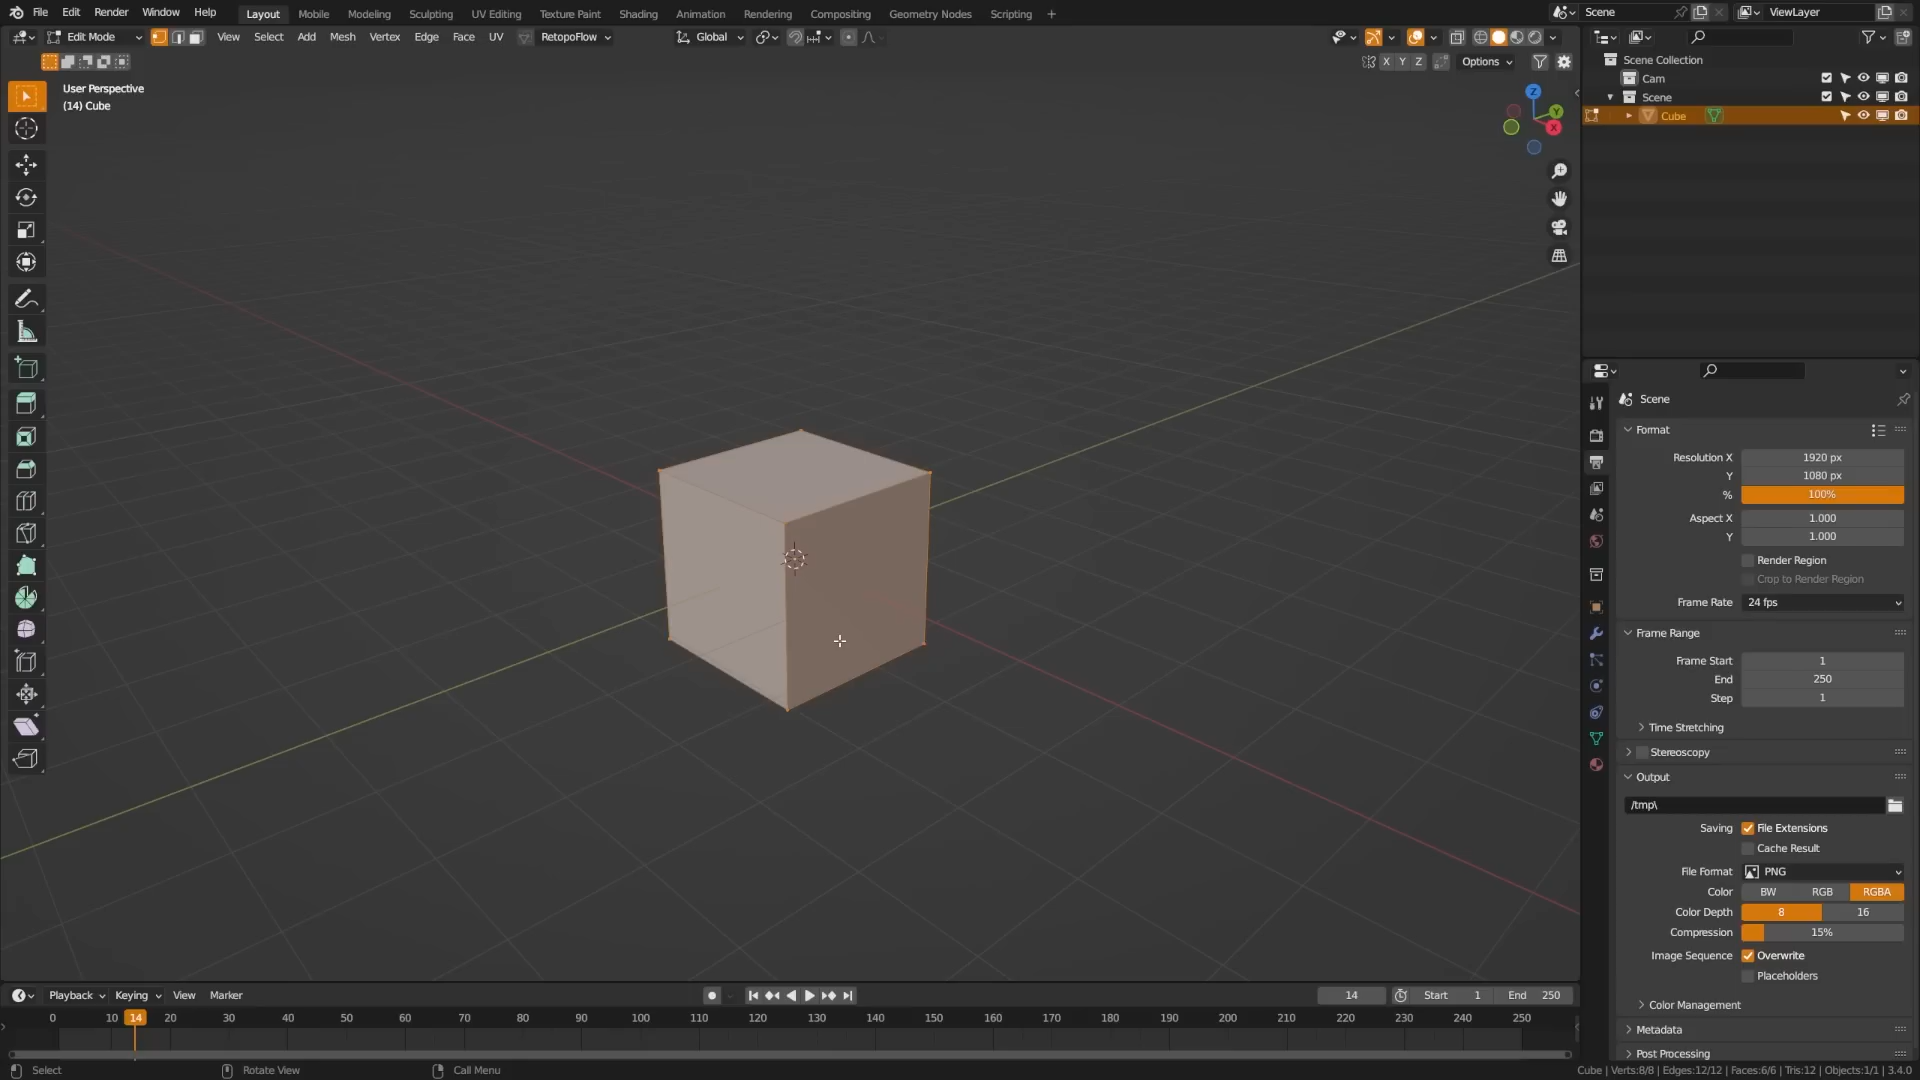 File Edit Render Window Help Layout Mobile Modeling Sculpting UV Editing Texture Paint Shading Animation Rendering Compositing Geometry Nodes Scripting + Scene ViewLayer
Edit Mode View Select Add Mesh Vertex Edge Face UV RetopoFlow Global
X Y Z Options
User Perspective
(14) Cube
Z
Y
X
Scene Collection
Cam
Scene
Cube
Scene
Format
Resolution X 1920 px
Y 1080 px
% 100%
Aspect X 1.000
Y 1.000
Render Region
Crop to Render Region
Frame Rate 24 fps
Frame Range
Frame Start 1
End 250
Step 1
Time Stretching
Stereoscopy
Output
/tmp\
Saving File Extensions
Cache Result
File Format PNG
Color BW RGB RGBA
Color Depth 8 16
Compression 15%
Image Sequence Overwrite
Placeholders
Color Management
Metadata
Post Processing
Playback Keying View Marker 14 Start 1 End 250
0 10 14 20 30 40 50 60 70 80 90 100 110 120 130 140 150 160 170 180 190 200 210 220 230 240 250
Select Rotate View Call Menu Cube | Verts:8/8 | Edges:12/12 | Faces:6/6 | Tris:12 | Objects:1/1 | 3.4.0